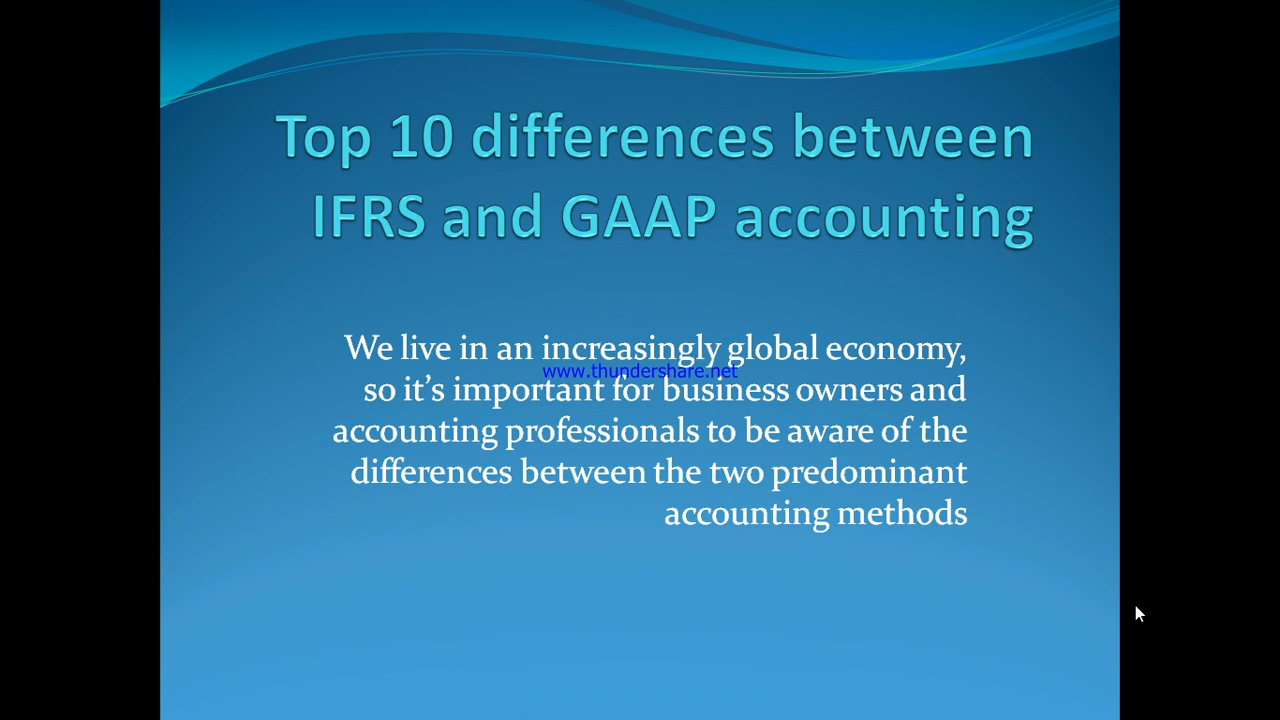 Top 10 differences between
IFRS and GAAP accounting
We live in an increasingly global economy,
www.thundershare.net
so it’s important for business owners and
accounting professionals to be aware of the
differences between the two predominant
accounting methods